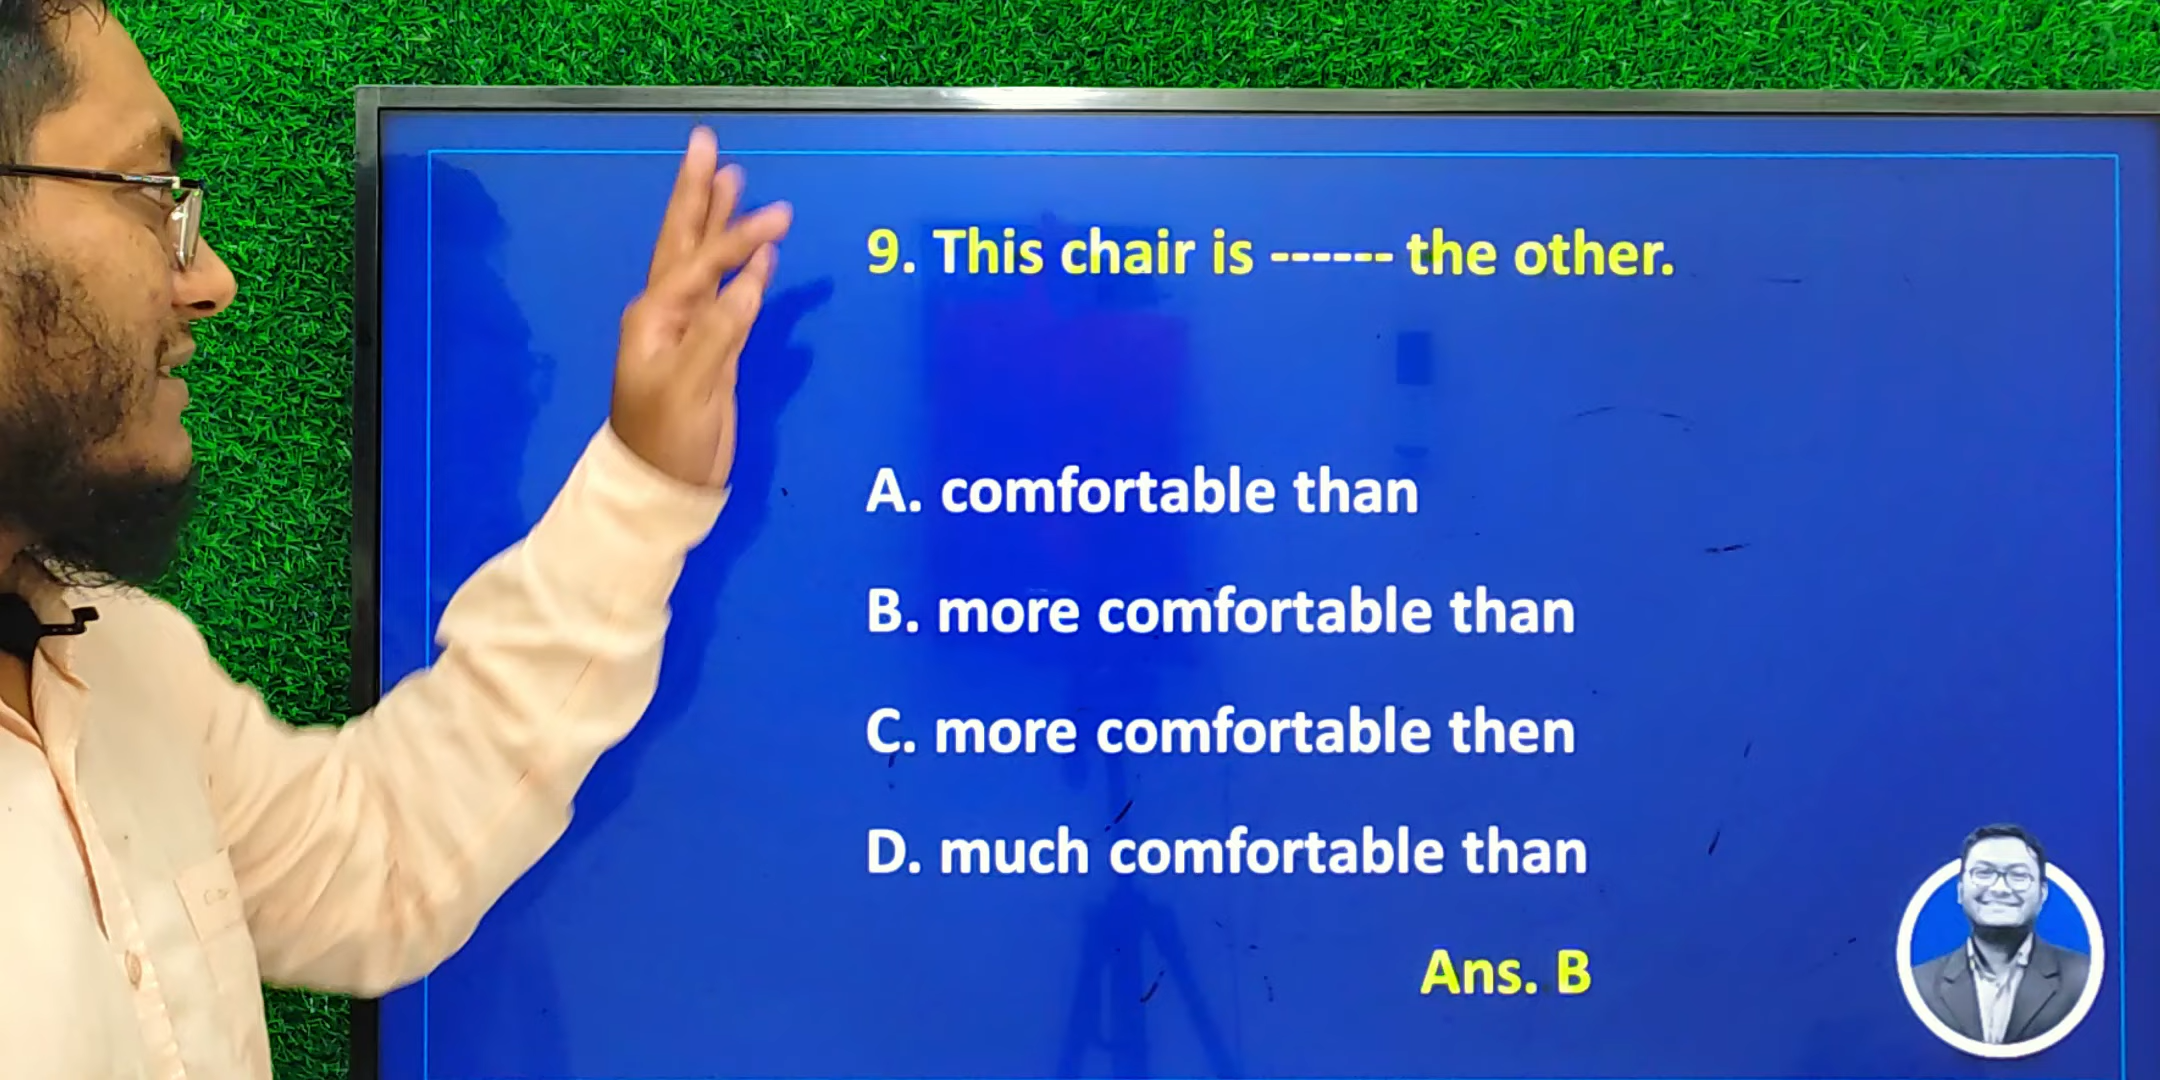 9. This chair is ------ the other.
A. comfortable than
B. more comfortable than
C. more comfortable then
D. much comfortable than
Ans. B